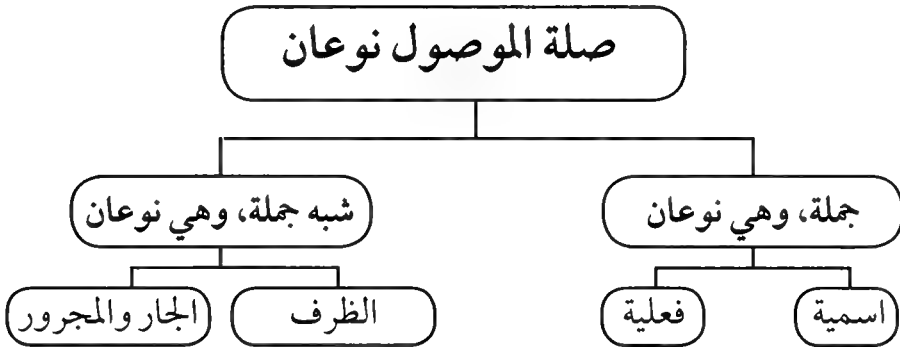 صلة الموصول نوعان
جملة، وهي نوعان
شبه جملة، وهي نوعان
اسمية
فعلية
الظرف
الجار والمجرور